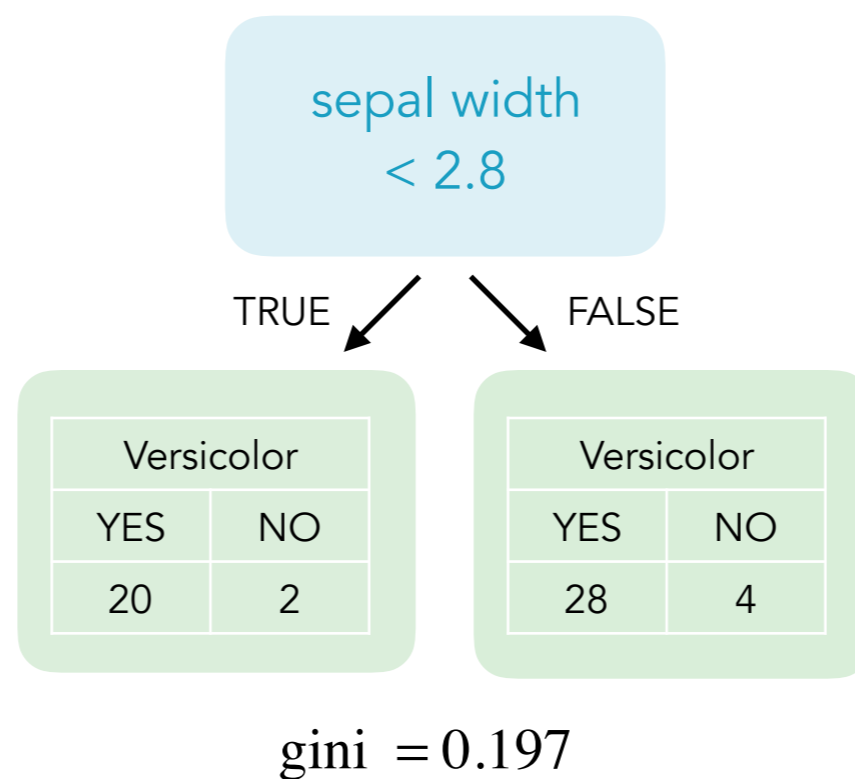 sepal width
< 2.8
TRUE FALSE
Versicolor Versicolor
YES NO YES NO
20 2 28 4
gini = 0.197